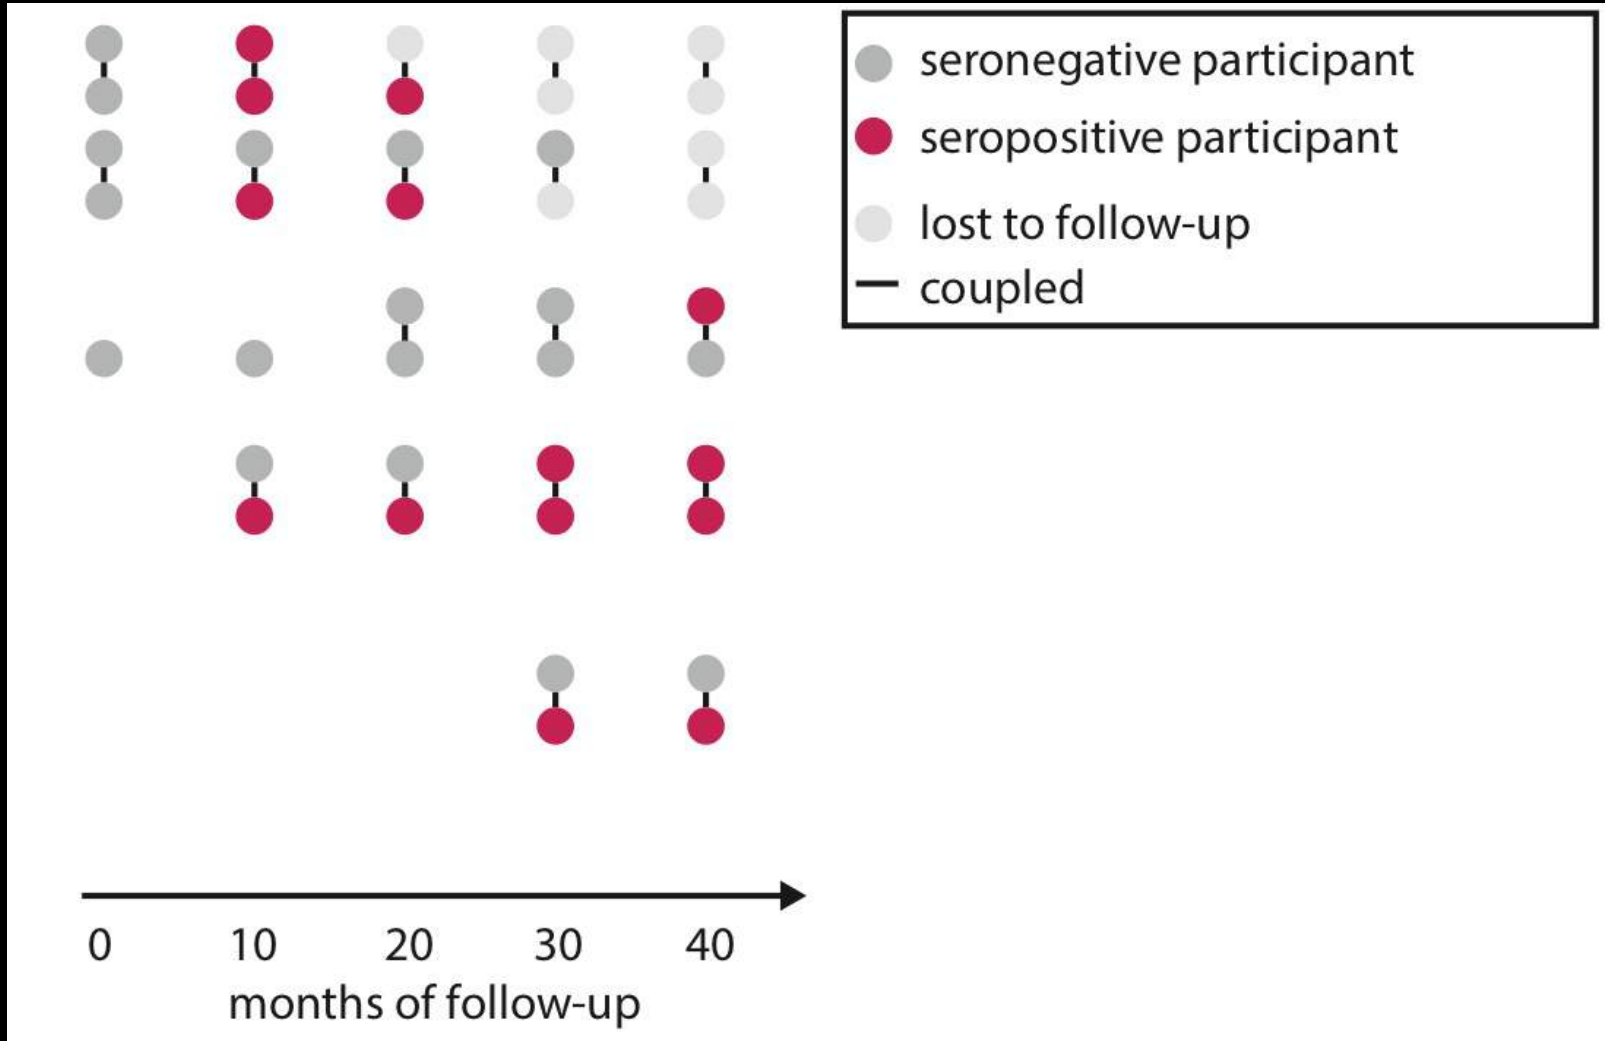 seronegative participant
seropositive participant
lost to follow-up
coupled
0 10 20 30 40
months of follow-up